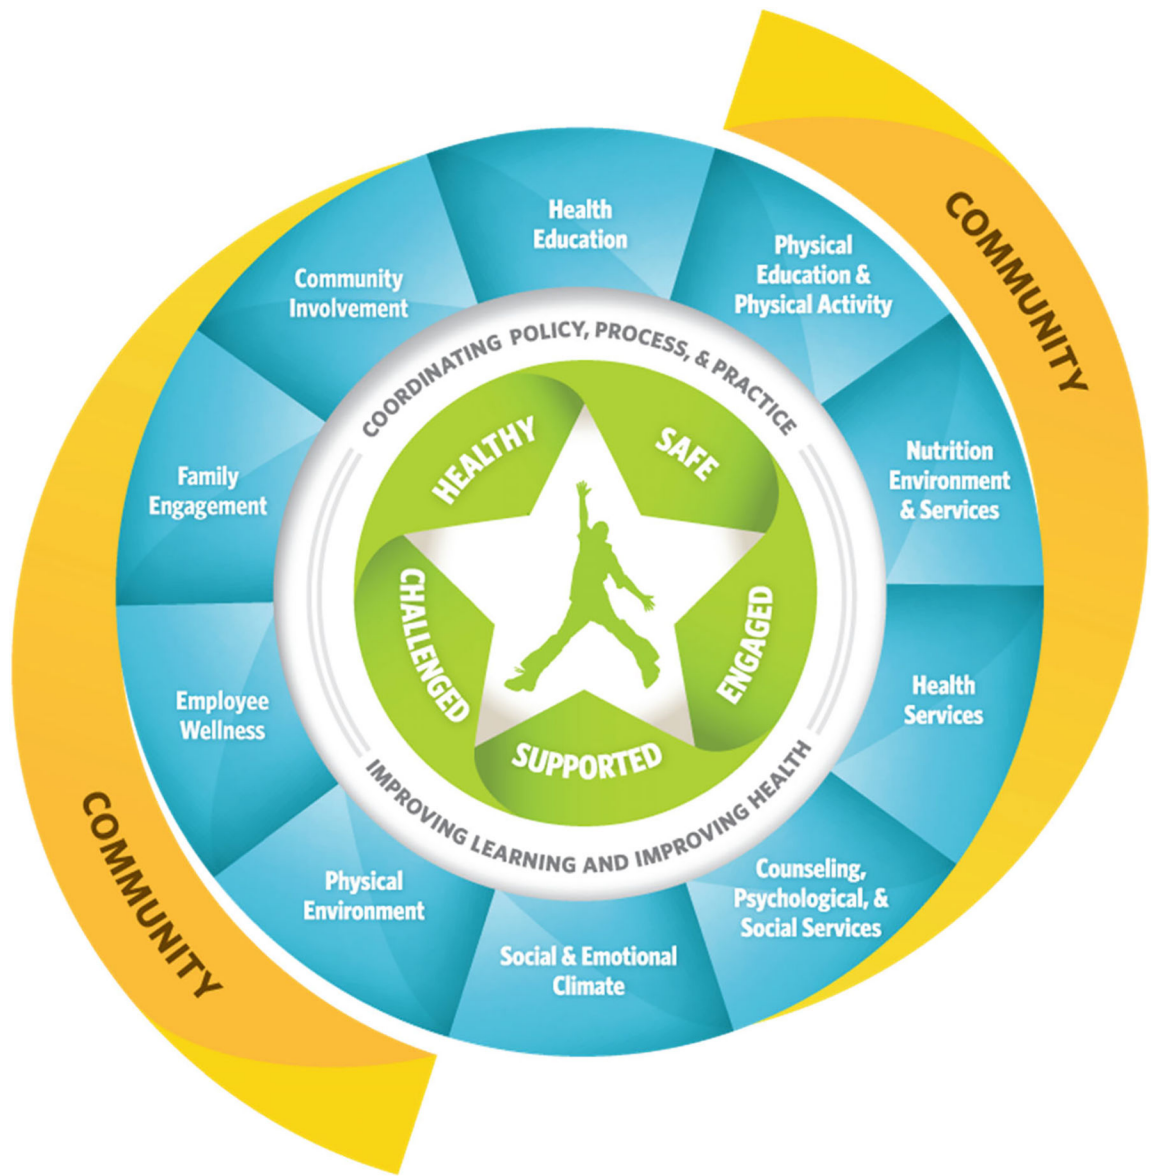 COMMUNITY
Health
Education
Physical
Education &
Physical Activity
Nutrition
Environment
& Services
Health
Services
Counseling,
Psychological, &
Social Services
Social & Emotional
Climate
Physical
Environment
Employee
Wellness
Family
Engagement
Community
Involvement
COORDINATING POLICY, PROCESS, & PRACTICE
IMPROVING LEARNING AND IMPROVING HEALTH
HEALTHY
SAFE
ENGAGED
SUPPORTED
CHALLENGED
COMMUNITY